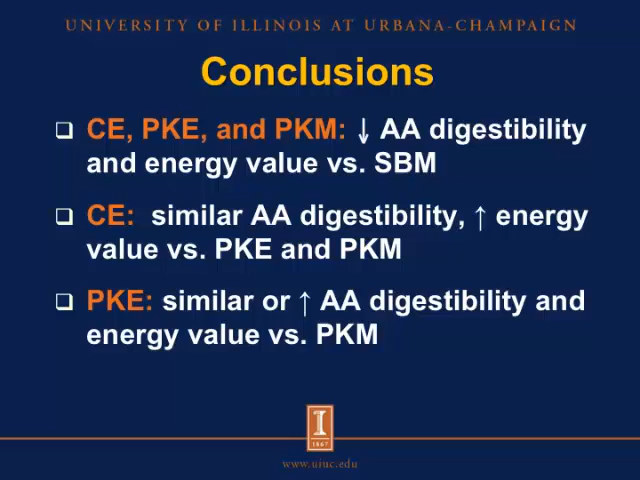 UNIVERSITY OF ILLINOIS AT URBANA-CHAMPAIGN
Conclusions
❑ CE, PKE, and PKM: ↓ AA digestibility
and energy value vs. SBM
❑ CE: similar AA digestibility, ↑ energy
value vs. PKE and PKM
❑ PKE: similar or ↑ AA digestibility and
energy value vs. PKM
I
1867
www.uiuc.edu